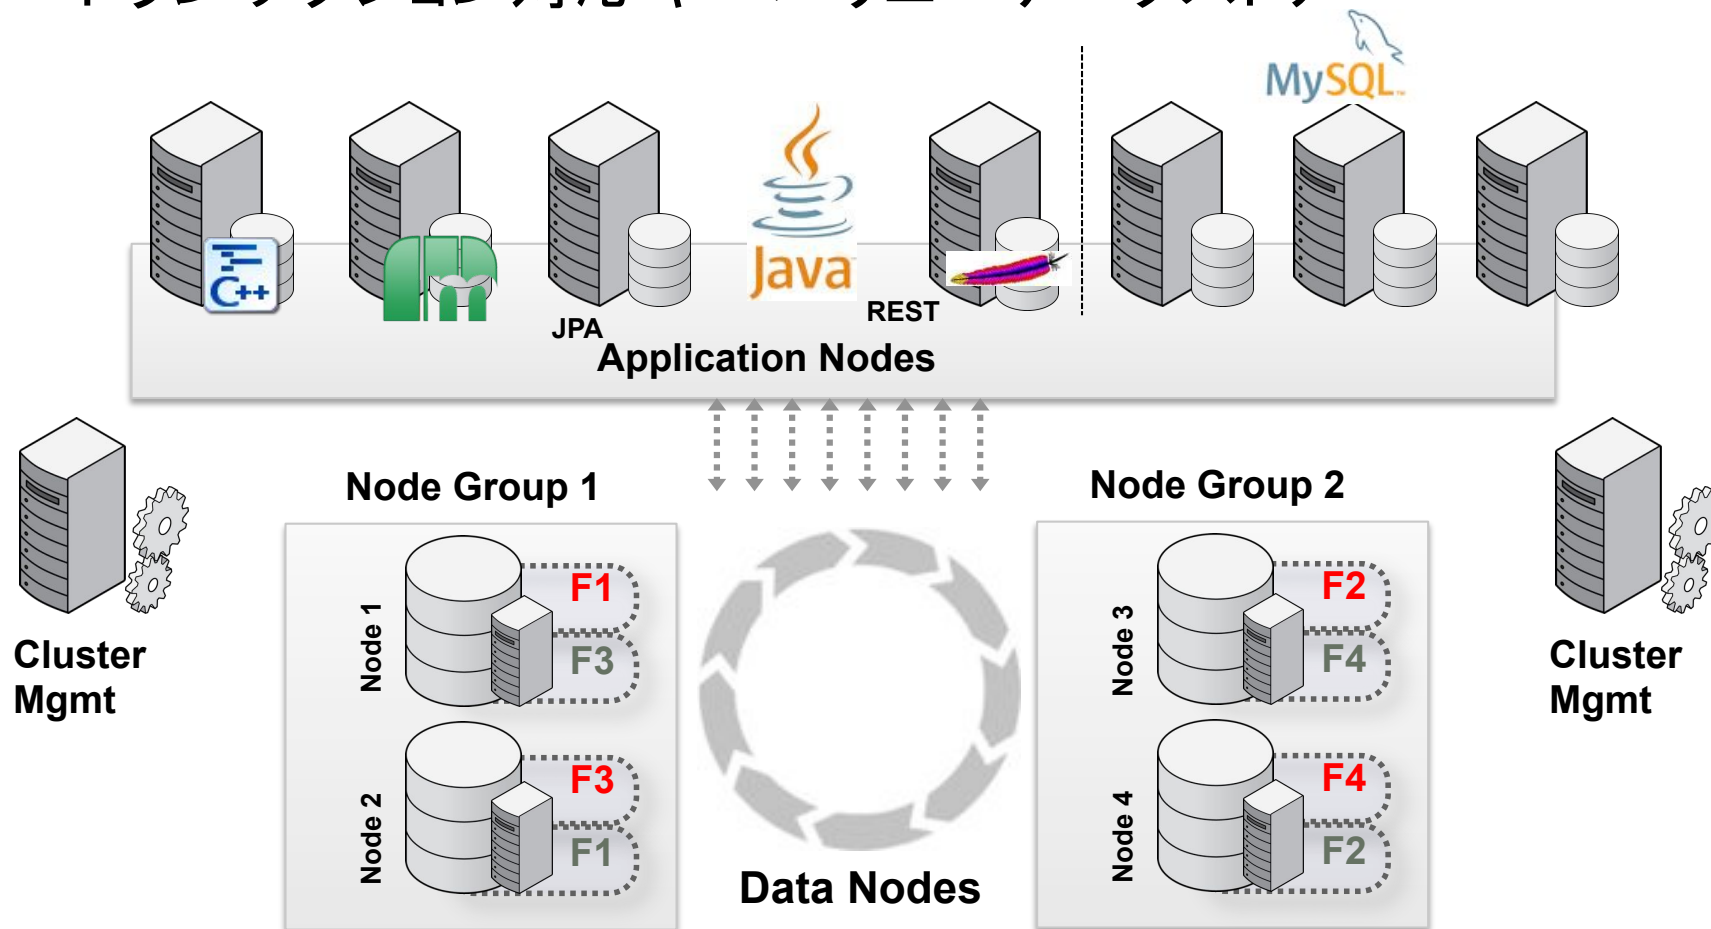 MySQL
C++
Java
JPA
REST
Application Nodes
Node Group 1
Node Group 2
Node 1
F1
F3
Node 2
F3
F1
Node 3
F2
F4
Node 4
F4
F2
Cluster
Mgmt
Cluster
Mgmt
Data Nodes